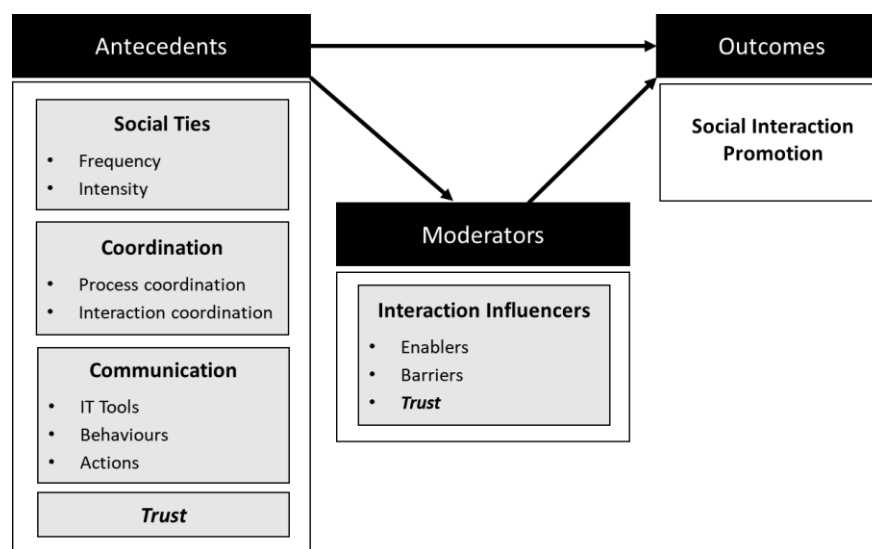 Antecedents
Social Ties
• Frequency
• Intensity
Coordination
• Process coordination
• Interaction coordination
Communication
• IT Tools
• Behaviours
• Actions
Trust
Moderators
Interaction Influencers
• Enablers
• Barriers
• Trust
Outcomes
Social Interaction
Promotion